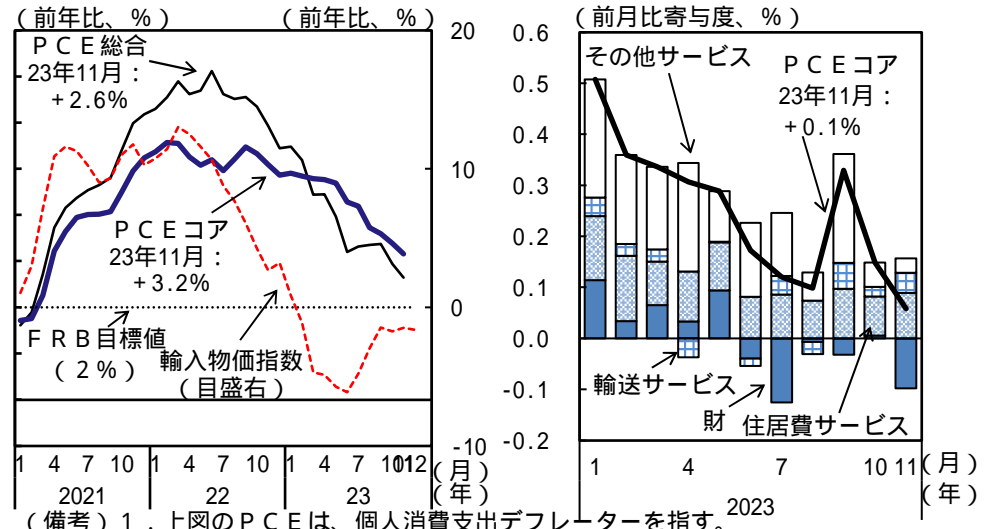 （前年比、％）
（前年比、％）
20
ＰＣＥ総合
23年11月：
+2.6%
10
ＰＣＥコア
23年11月：
+3.2%
0
ＦＲＢ目標値
（２％）
輸入物価指数
（目盛右）
-10
1 4 7 10 1 4 7 10 1 4 7 10 11 12
（月）
2021 22 23
（年）
（前月比寄与度、％）
0.6
0.5
0.4
0.3
0.2
0.1
0.0
-0.1
-0.2
その他サービス
ＰＣＥコア
23年11月：
+0.1%
輸送サービス
財
住居費サービス
1 4 7 10 11
（月）
2023
（年）
（備考）１．上図のＰＣＥは、個人消費支出デフレーターを指す。